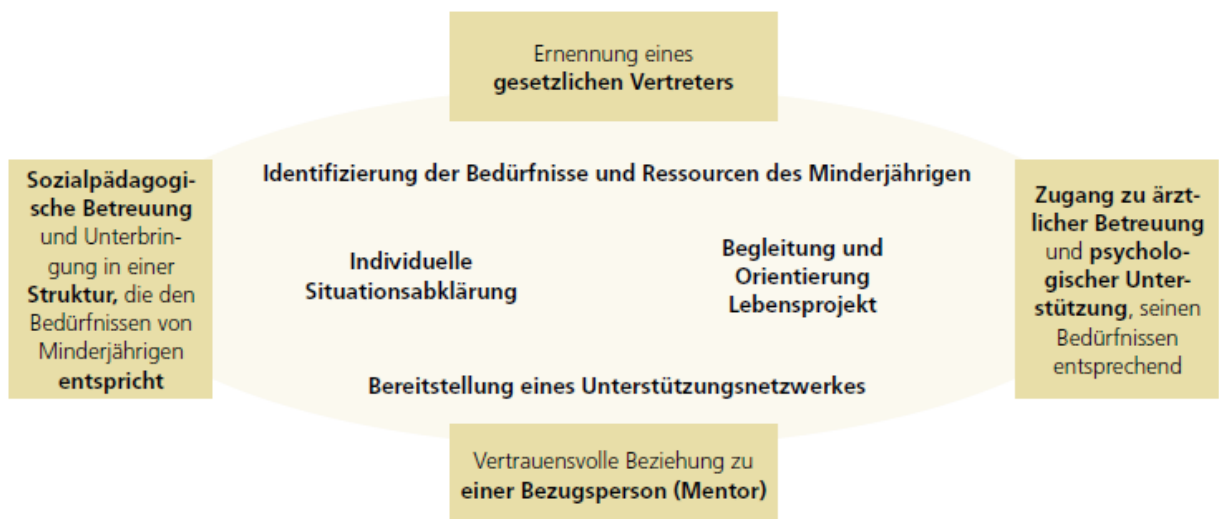 Ernennung eines
gesetzlichen Vertreters
Identifizierung der Bedürfnisse und Ressourcen des Minderjährigen
Sozialpädagogi-
sche Betreuung
und Unterbrin-
gung in einer
Struktur, die den
Bedürfnissen von
Minderjährigen
entspricht
Individuelle
Situationsabklärung
Begleitung und
Orientierung
Lebensprojekt
Zugang zu ärzt-
licher Betreuung
und psycholo-
gischer Unter-
stützung, seinen
Bedürfnissen
entsprechend
Bereitstellung eines Unterstützungsnetzwerkes
Vertrauensvolle Beziehung zu
einer Bezugsperson (Mentor)